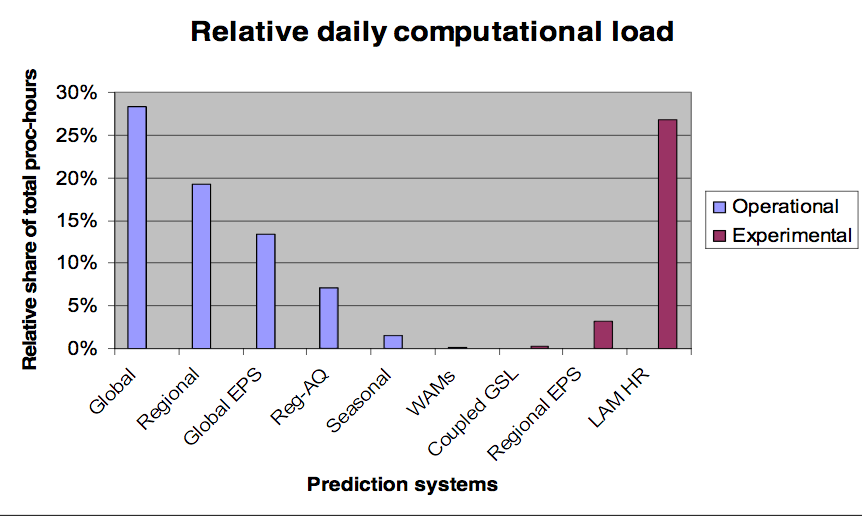 Relative daily computational load
Relative share of total proc-hours
30%
25%
20%
15%
10%
5%
0%
Global
Regional
Global EPS
Reg-AQ
Seasonal
WAMs
Coupled GSL
Regional EPS
LAM HR
Prediction systems
Operational
Experimental